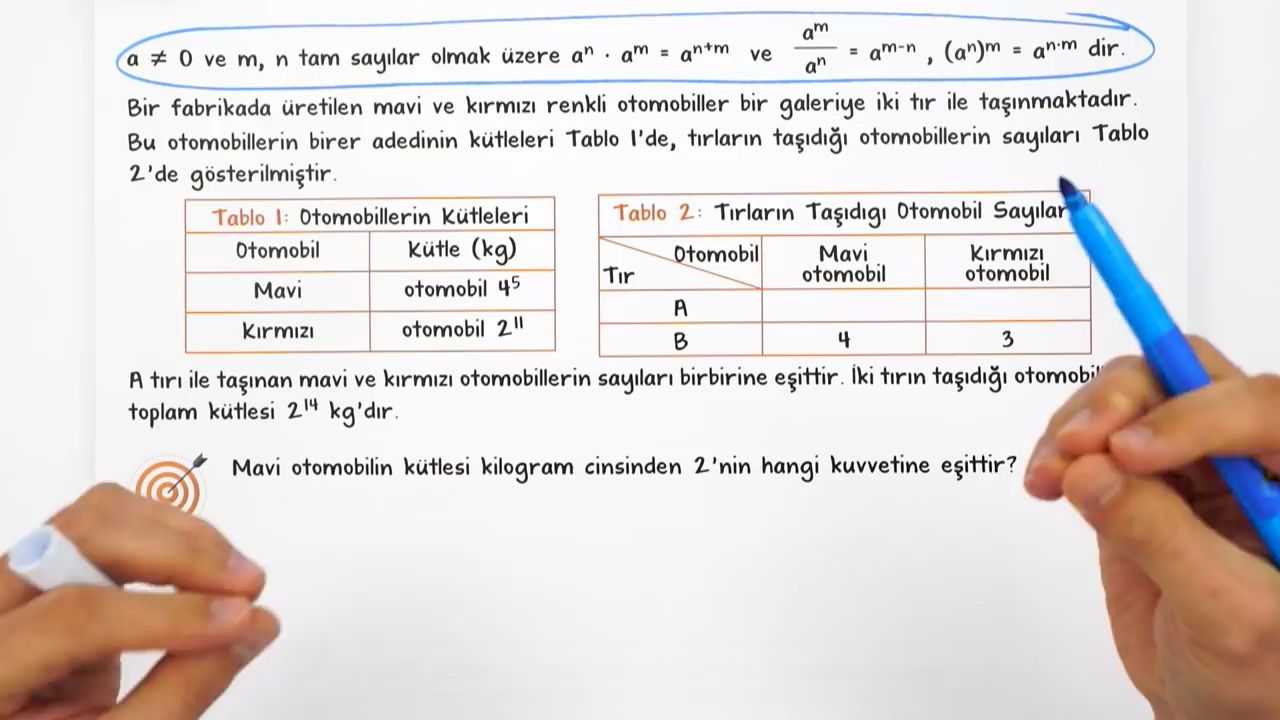 a ≠ 0 ve m, n tam sayılar olmak üzere aⁿ · aᵐ = aⁿ⁺ᵐ ve aᵐ/aⁿ = aᵐ⁻ⁿ , (aⁿ)ᵐ = aⁿ·ᵐ dir.
Bir fabrikada üretilen mavi ve kırmızı renkli otomobiller bir galeriye iki tır ile taşınmaktadır.
Bu otomobillerin birer adedinin kütleleri Tablo 1'de, tırların taşıdığı otomobillerin sayıları Tablo
2'de gösterilmiştir.
Tablo 1: Otomobillerin Kütleleri
Otomobil Kütle (kg)
Mavi otomobil 4⁵
Kırmızı otomobil 2¹¹
Tablo 2: Tırların Taşıdıgı Otomobil Sayılar
Otomobil
Tır
Mavi
otomobil
Kırmızı
otomobil
A
B 4 3
A tırı ile taşınan mavi ve kırmızı otomobillerin sayıları birbirine eşittir. İki tırın taşıdığı
toplam kütlesi 2¹⁴ kg'dır.
Mavi otomobilin kütlesi kilogram cinsinden 2'nin hangi kuvvetine eşittir?